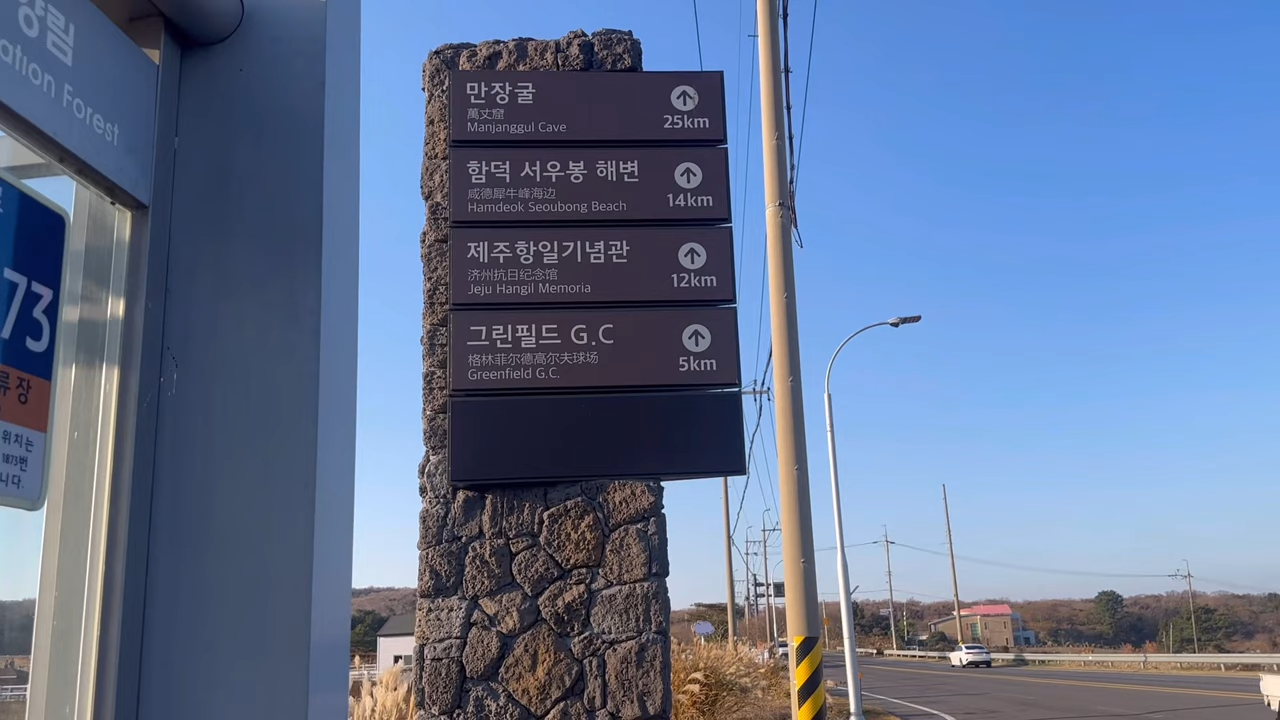 양림
ation Forest
73
류장
위치는
1873번
니다.
만장굴
萬丈窟
Manjanggul Cave
25km
함덕 서우봉 해변
咸德犀牛峰海边
Hamdeok Seoubong Beach
14km
제주항일기념관
济州抗日纪念馆
Jeju Hangil Memoria
12km
그린필드 G.C
格林菲尔德高尔夫球场
Greenfield G.C.
5km